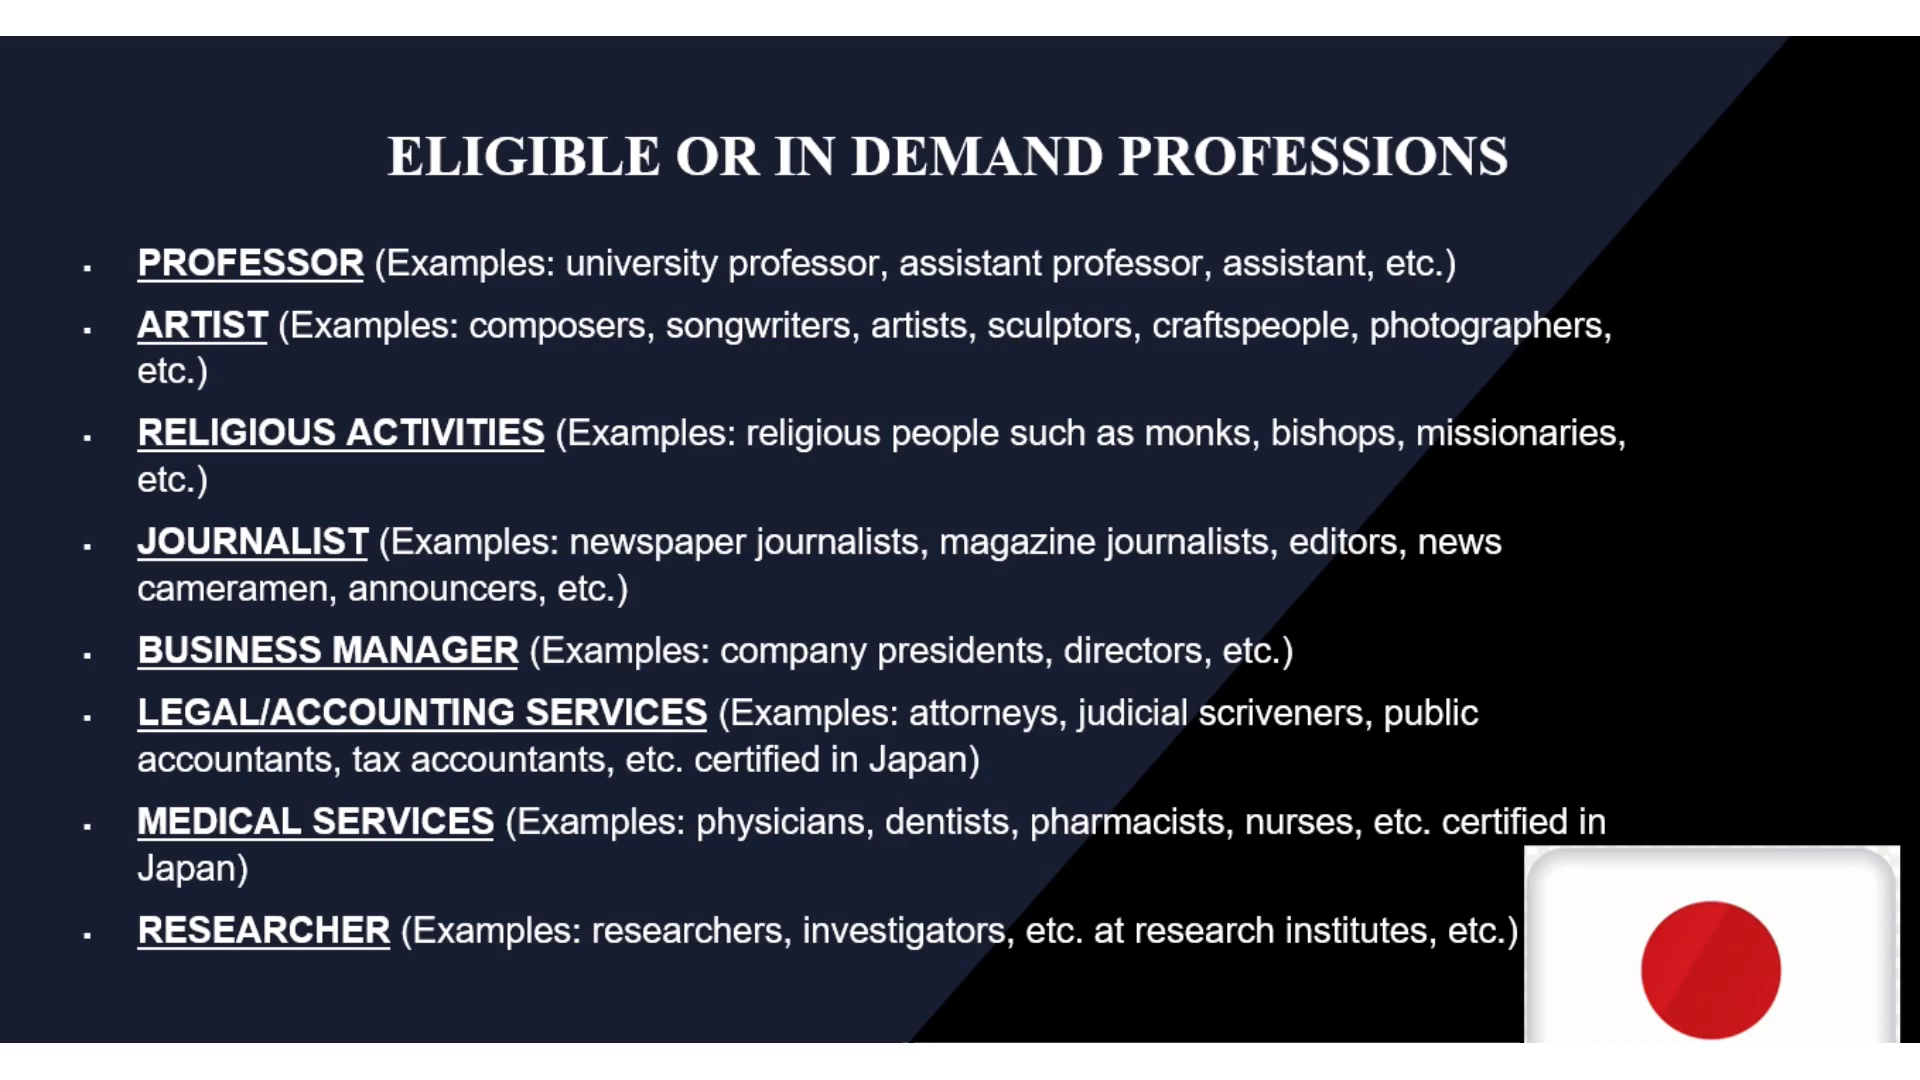 ELIGIBLE OR IN DEMAND PROFESSIONS
▪ PROFESSOR (Examples: university professor, assistant professor, assistant, etc.)
▪ ARTIST (Examples: composers, songwriters, artists, sculptors, craftspeople, photographers,
etc.)
▪ RELIGIOUS ACTIVITIES (Examples: religious people such as monks, bishops, missionaries,
etc.)
▪ JOURNALIST (Examples: newspaper journalists, magazine journalists, editors, news
cameramen, announcers, etc.)
▪ BUSINESS MANAGER (Examples: company presidents, directors, etc.)
▪ LEGAL/ACCOUNTING SERVICES (Examples: attorneys, judicial scriveners, public
accountants, tax accountants, etc. certified in Japan)
▪ MEDICAL SERVICES (Examples: physicians, dentists, pharmacists, nurses, etc. certified in
Japan)
▪ RESEARCHER (Examples: researchers, investigators, etc. at research institutes, etc.)